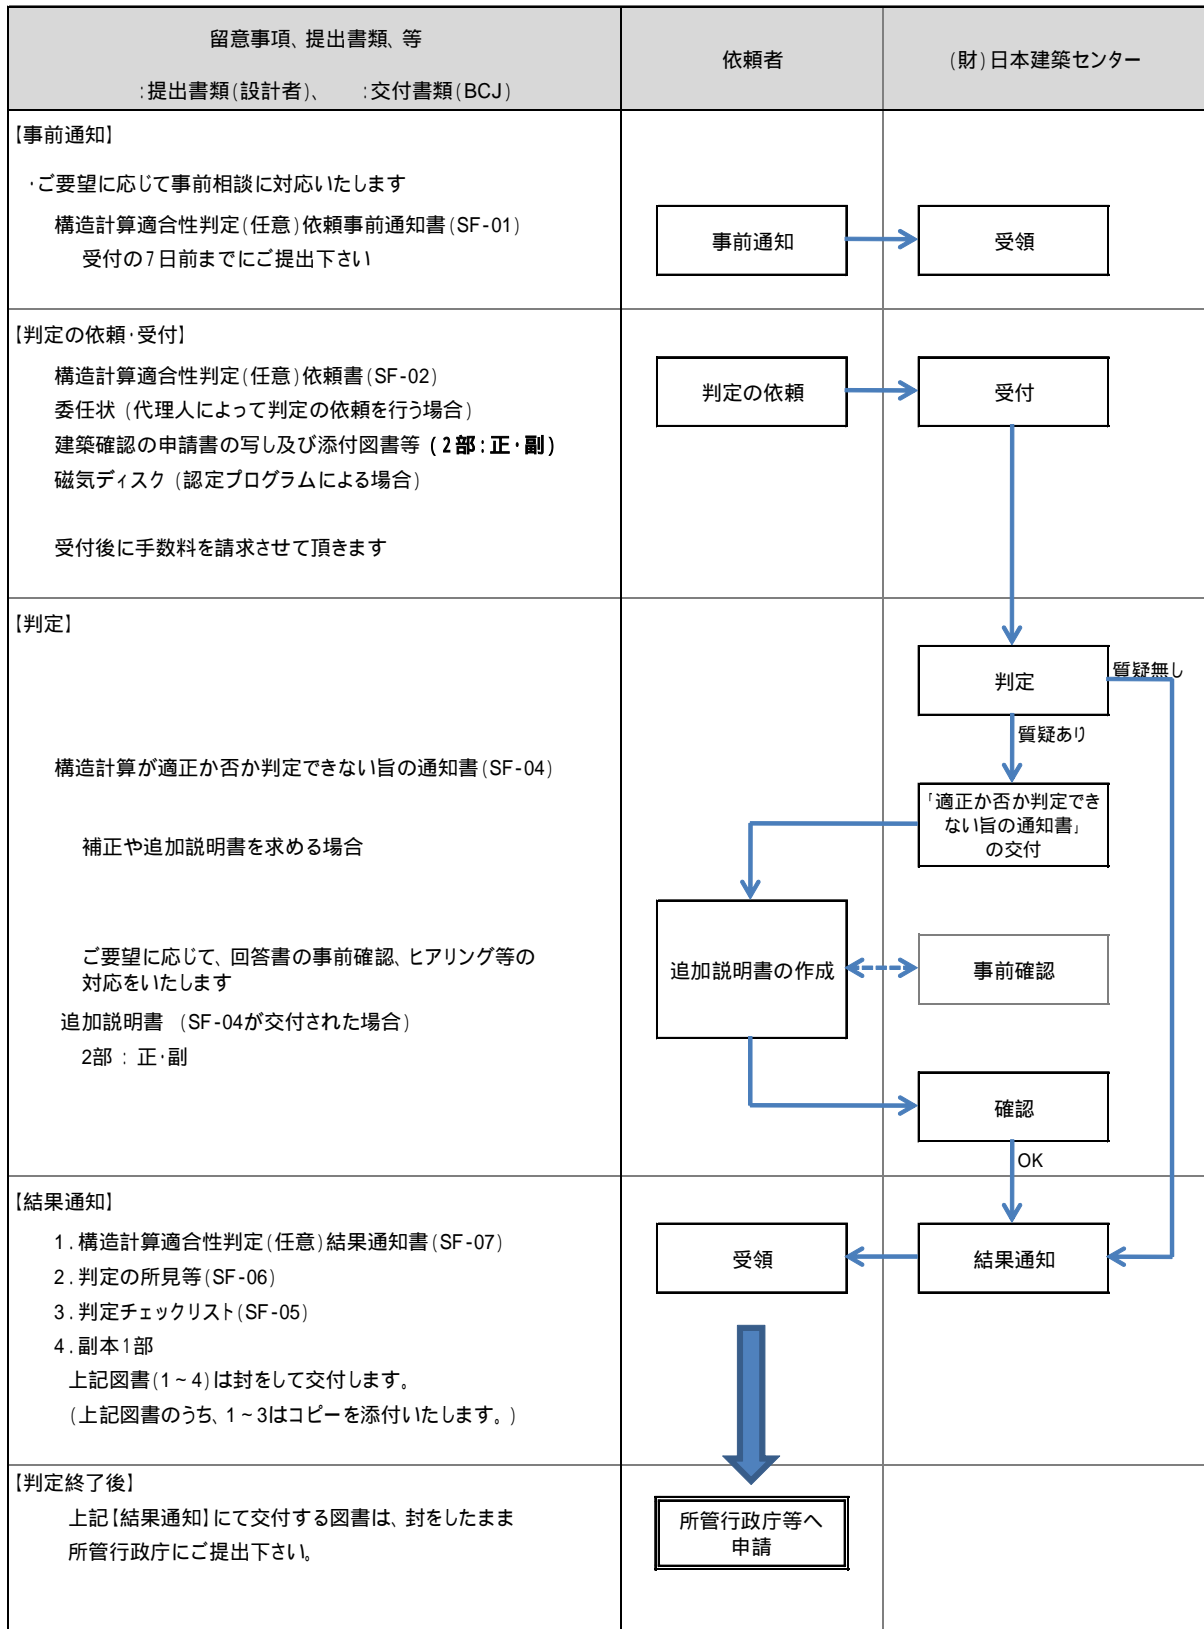 留意事項、提出書類、等
:提出書類(設計者)、　:交付書類(BCJ)
依頼者
(財)日本建築センター
【事前通知】
・ご要望に応じて事前相談に対応いたします
構造計算適合性判定(任意)依頼事前通知書(SF-01)
受付の7日前までにご提出下さい
事前通知
受領
【判定の依頼・受付】
構造計算適合性判定(任意)依頼書(SF-02)
委任状 (代理人によって判定の依頼を行う場合)
建築確認の申請書の写し及び添付図書等 (2部:正・副)
磁気ディスク (認定プログラムによる場合)
受付後に手数料を請求させて頂きます
判定の依頼
受付
【判定】
判定
質疑無し
質疑あり
構造計算が適正か否か判定できない旨の通知書(SF-04)
補正や追加説明書を求める場合
「適正か否か判定でき
ない旨の通知書」
の交付
ご要望に応じて、回答書の事前確認、ヒアリング等の
対応をいたします
追加説明書 (SF-04が交付された場合)
2部 : 正・副
追加説明書の作成
事前確認
確認
OK
【結果通知】
1.構造計算適合性判定(任意)結果通知書(SF-07)
2.判定の所見等(SF-06)
3.判定チェックリスト(SF-05)
4.副本1部
上記図書(1~4)は封をして交付します。
(上記図書のうち、1~3はコピーを添付いたします。)
受領
結果通知
【判定終了後】
上記【結果通知】にて交付する図書は、封をしたまま
所管行政庁にご提出下さい。
所管行政庁等へ
申請